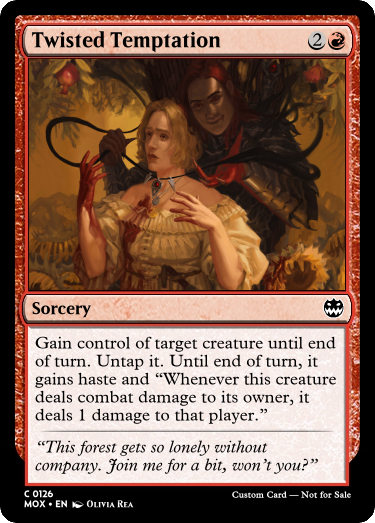 Twisted Temptation 2
Sorcery
Gain control of target creature until end
of turn. Untap it. Until end of turn, it
gains haste and “Whenever this creature
deals combat damage to its owner, it
deals 1 damage to that player.”
“This forest gets so lonely without
company. Join me for a bit, won’t you?”
C 0126
MOX • EN Olivia Rea
Custom Card — Not for Sale